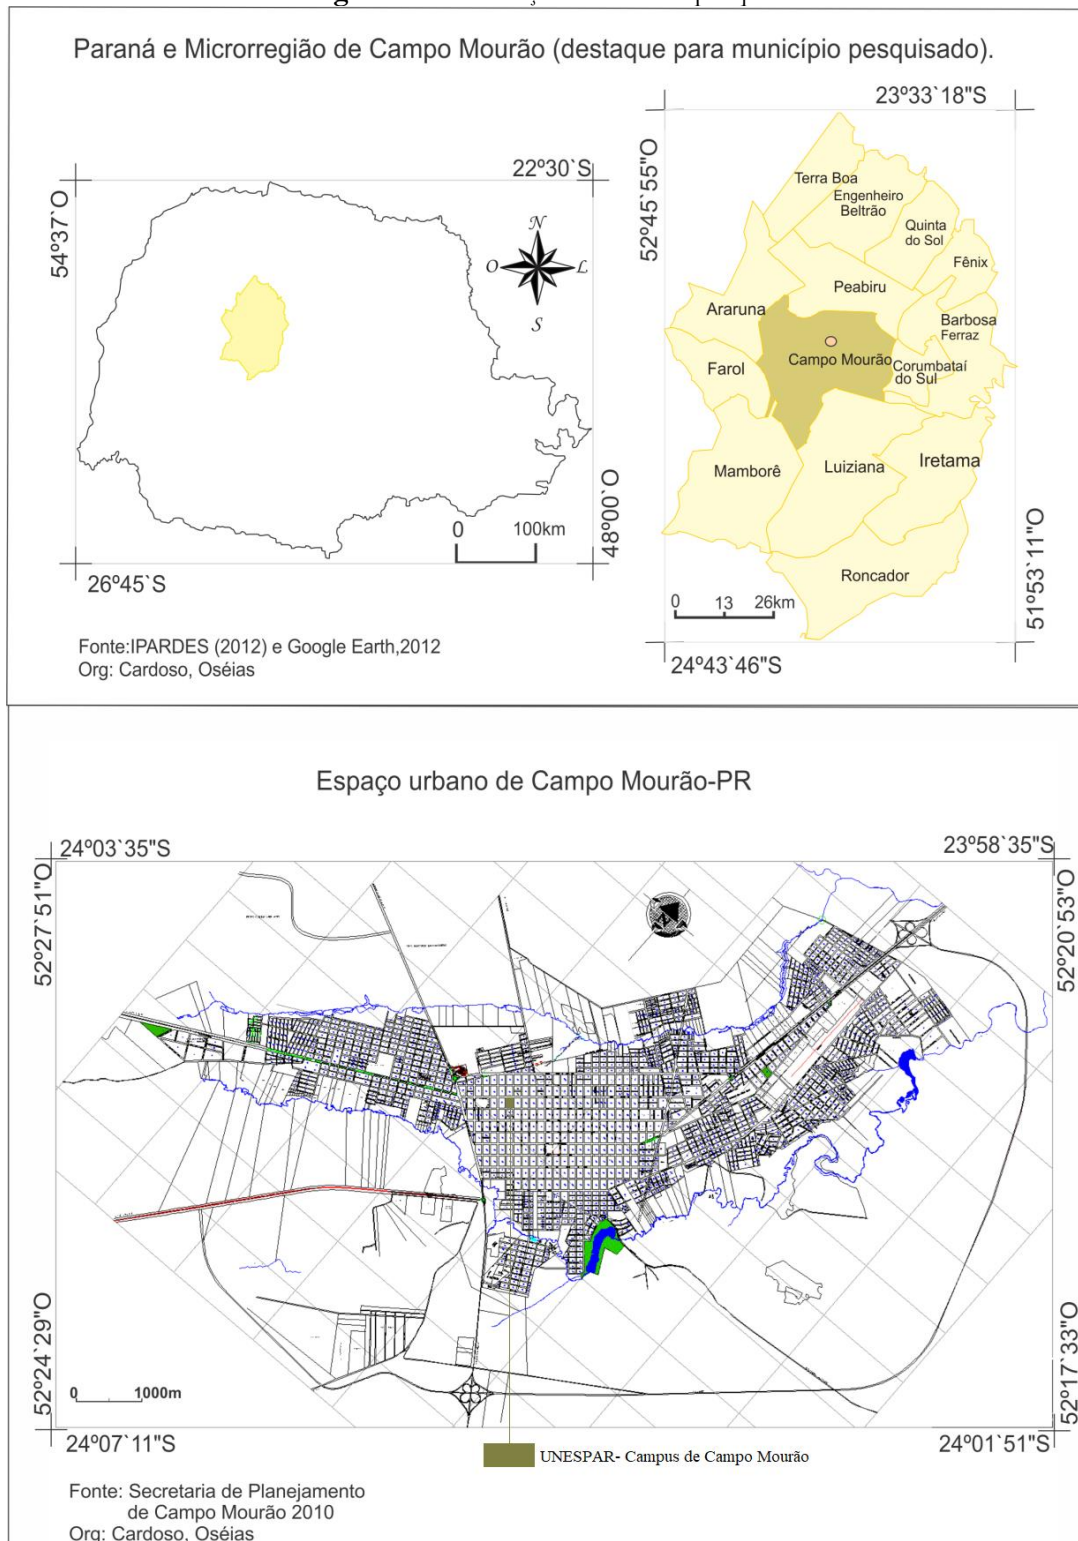 Paraná e Microrregião de Campo Mourão (destaque para município pesquisado).
23º33`18"S
22º30`S
54º37`O
52º45`55"O
N
O
L
S
Terra Boa
Engenheiro
Beltrão
Quinta
do Sol
Fênix
Peabiru
Araruna
Barbosa
Ferraz
Campo Mourão
Corumbataí
do Sul
Farol
Mamborê
Luiziana
Iretama
Roncador
0 100km
48º00`O
26º45`S
0 13 26km
51º53`11"O
24º43`46"S
Fonte:IPARDES (2012) e Google Earth,2012
Org: Cardoso, Oséias
Espaço urbano de Campo Mourão-PR
24º03`35"S
23º58`35"S
52º27`51"O
52º20`53"O
52º24`29"O
52º17`33"O
0 1000m
24º07`11"S
24º01`51"S
UNESPAR- Campus de Campo Mourão
Fonte: Secretaria de Planejamento
de Campo Mourão 2010
Org: Cardoso, Oséias